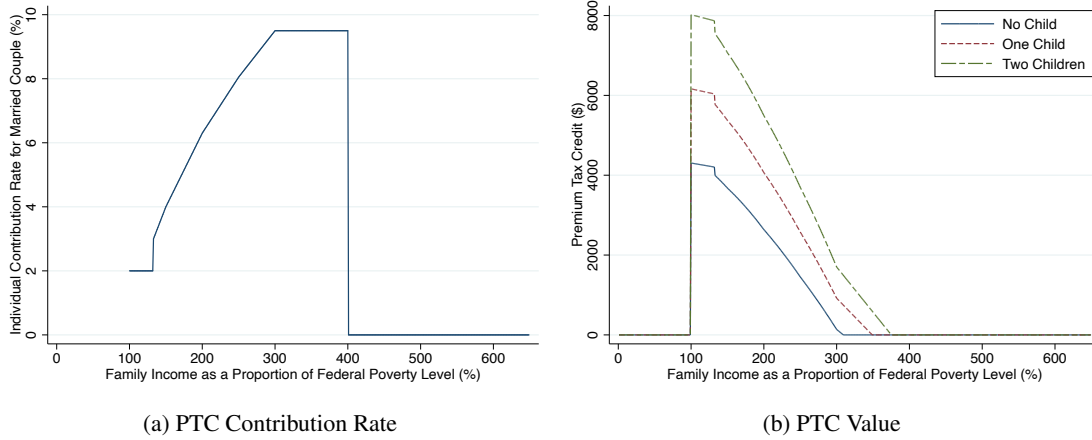 Individual Contribution Rate for Married Couple (%)
0 2 4 6 8 10
0 100 200 300 400 500 600
Family Income as a Proportion of Federal Poverty Level (%)
(a) PTC Contribution Rate
Premium Tax Credit ($)
0 2000 4000 6000 8000
No Child
One Child
Two Children
0 100 200 300 400 500 600
Family Income as a Proportion of Federal Poverty Level (%)
(b) PTC Value